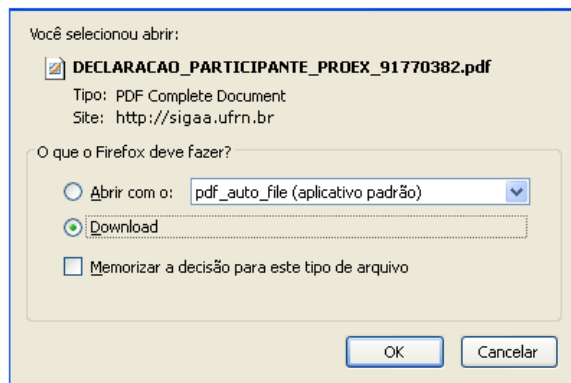 Você selecionou abrir:
DECLARACAO_PARTICIPANTE_PROEX_91770382.pdf
Tipo: PDF Complete Document
Site: http://sigaa.ufrn.br
O que o Firefox deve fazer?
Abrir com o: pdf_auto_file (aplicativo padrão)
Download
Memorizar a decisão para este tipo de arquivo
OK Cancelar